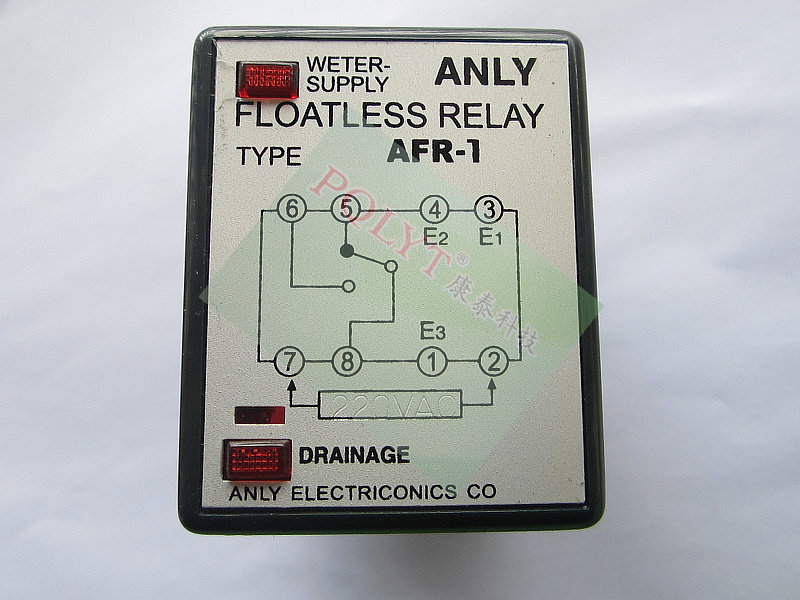 WETER-
SUPPLY
ANLY
FLOATLESS RELAY
TYPE AFR-1
6 5 4 3
E2 E1
POLYT®
康泰科技
E3
7 8 1 2
220VAC
DRAINAGE
ANLY ELECTRICONICS CO